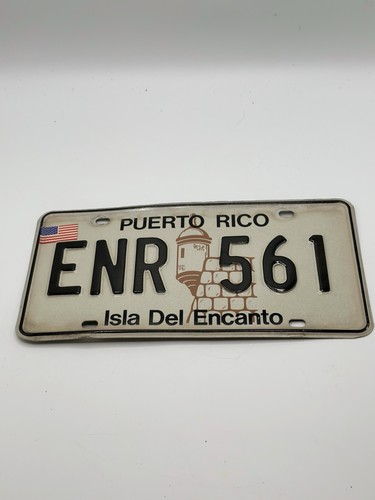 PUERTO RICO
ENR 561
Isla Del Encanto